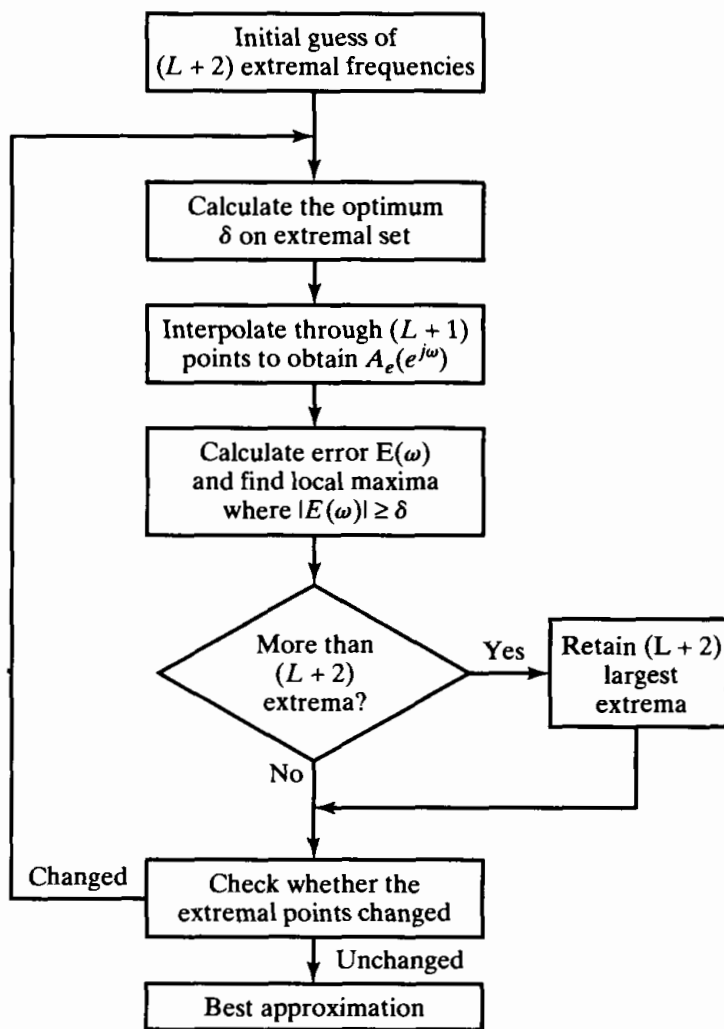 Initial guess of
(L + 2) extremal frequencies
Calculate the optimum
δ on extremal set
Interpolate through (L + 1)
points to obtain A_e(e^{jω})
Calculate error E(ω)
and find local maxima
where |E(ω)| ≥ δ
More than
(L + 2)
extrema?
Yes
Retain (L + 2)
largest
extrema
No
Changed
Check whether the
extremal points changed
Unchanged
Best approximation